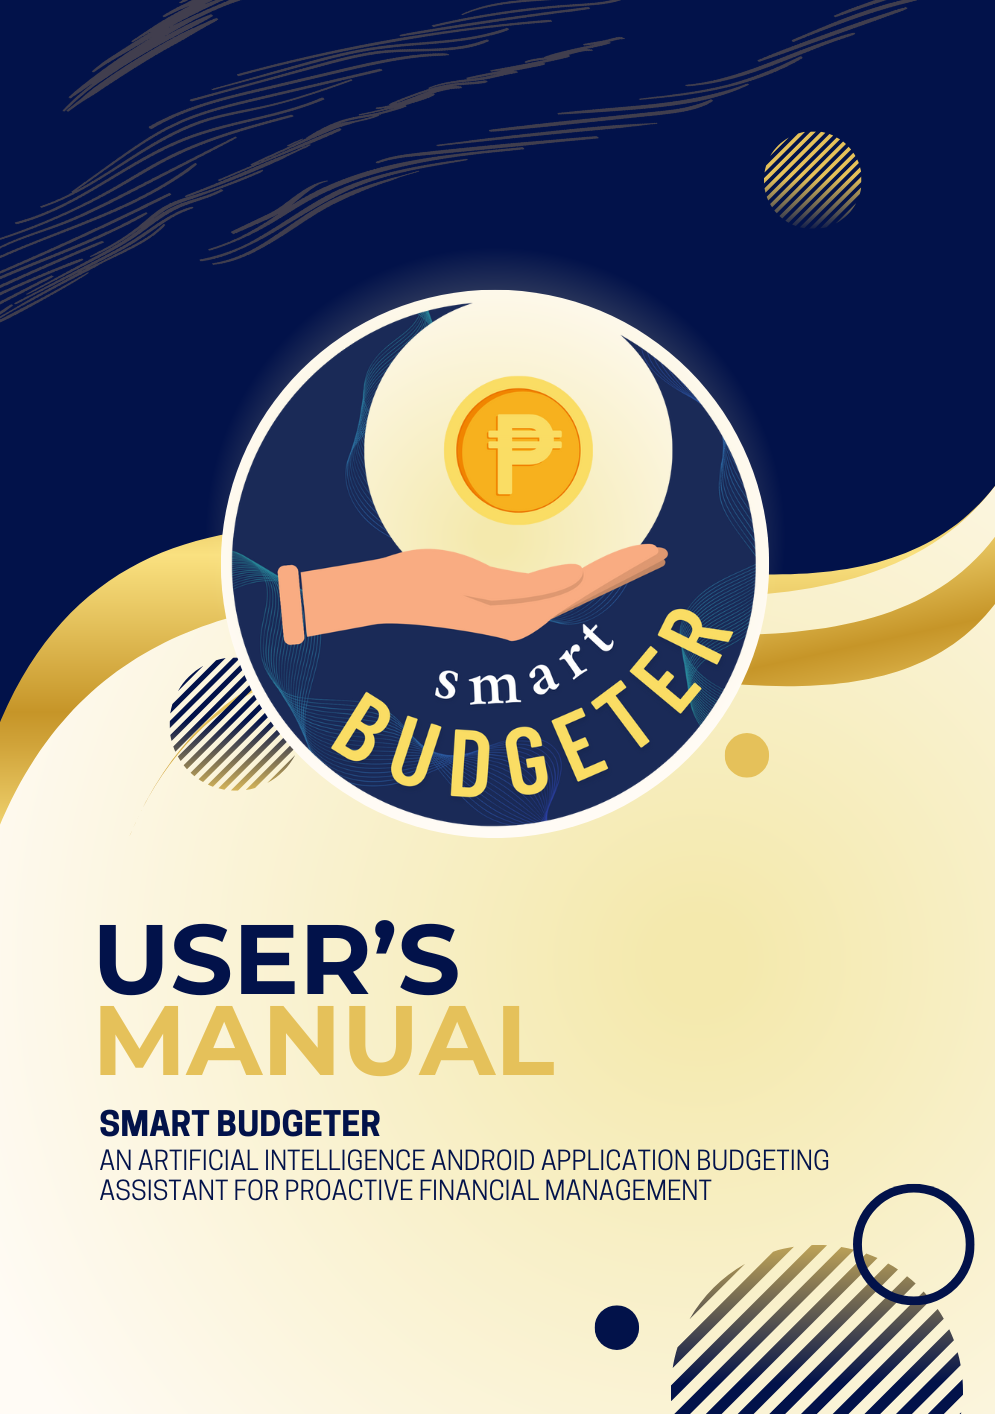 ₱
smart
BUDGETER
USER’S
MANUAL
SMART BUDGETER
AN ARTIFICIAL INTELLIGENCE ANDROID APPLICATION BUDGETING
ASSISTANT FOR PROACTIVE FINANCIAL MANAGEMENT